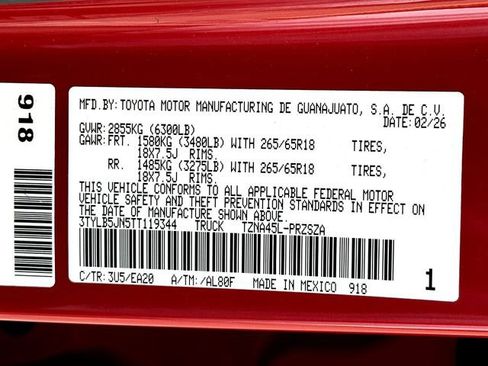 918
MFD.BY: TOYOTA MOTOR MANUFACTURING DE GUANAJUATO, S.A. DE C.V.
DATE: 02/26
GVWR: 2855KG (6300LB)
GAWR: FRT. 1580KG (3480LB) WITH 265/65R18 TIRES,
18X7.5J RIMS.
RR. 1485KG (3275LB) WITH 265/65R18 TIRES,
18X7.5J RIMS.
THIS VEHICLE CONFORMS TO ALL APPLICABLE FEDERAL MOTOR
VEHICLE SAFETY AND THEFT PREVENTION STANDARDS IN EFFECT ON
THE DATE OF MANUFACTURE SHOWN ABOVE.
3TYLB5JN5TT119344 TRUCK TZNA45L-PRZSZA
C/TR: 3U5/EA20 A/TM: /AL80F MADE IN MEXICO 918
1